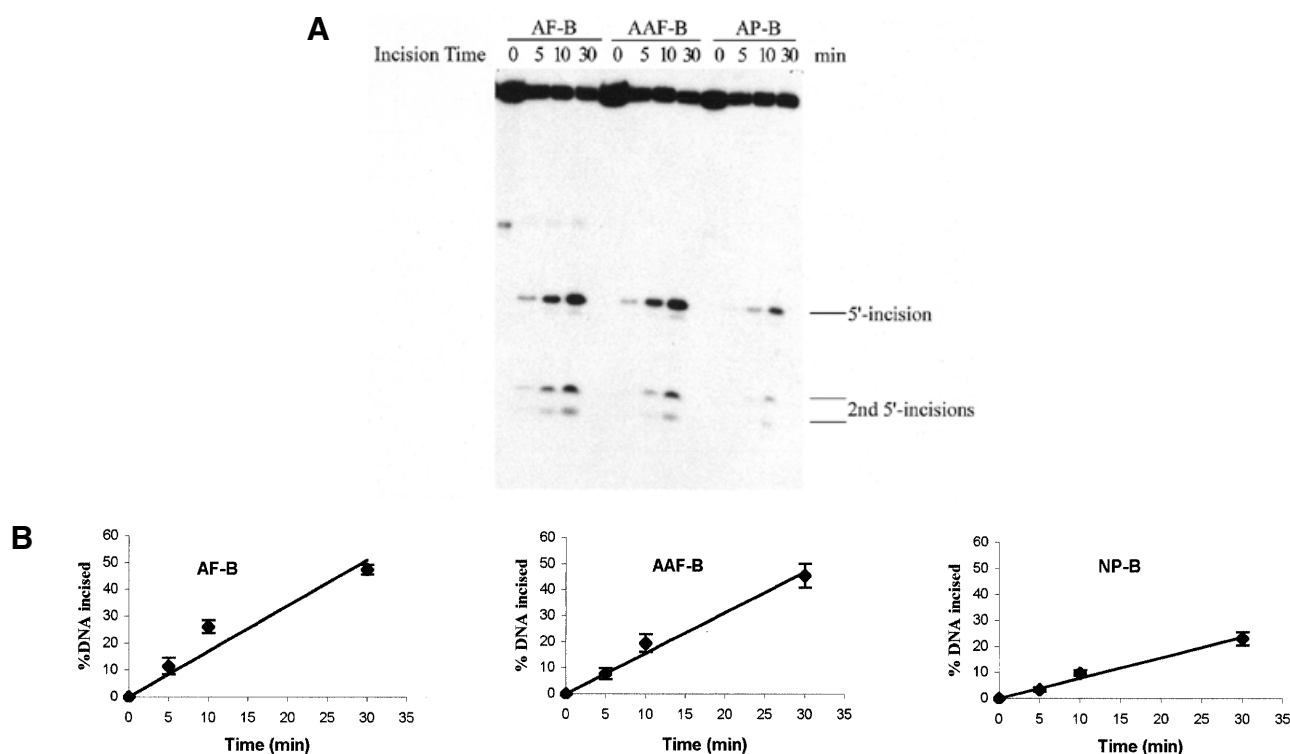 A
AF-B AAF-B AP-B
Incision Time 0 5 10 30 0 5 10 30 0 5 10 30 min
5'-incision
2nd 5'-incisions
B
60
50
40
30
20
10
0
%DNA incised
AF-B
0 5 10 15 20 25 30 35
Time (min)
60
50
40
30
20
10
0
% DNA incised
AAF-B
0 5 10 15 20 25 30 35
Time (min)
60
50
40
30
20
10
0
% DNA incised
NP-B
0 5 10 15 20 25 30 35
Time (min)